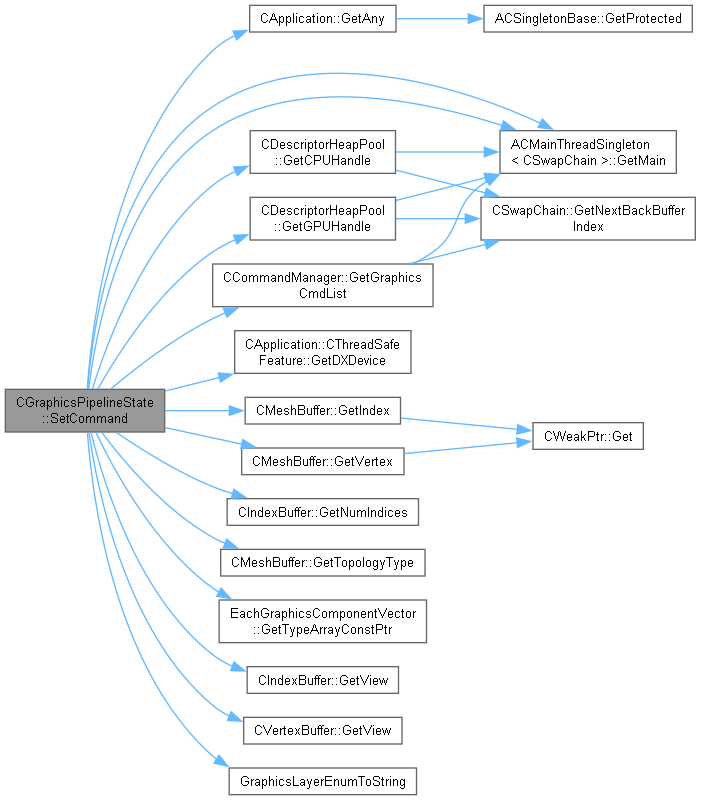 CApplication::GetAny
ACSingletonBase::GetProtected
CDescriptorHeapPool
::GetCPUHandle
ACMainThreadSingleton
< CSwapChain >::GetMain
CDescriptorHeapPool
::GetGPUHandle
CSwapChain::GetNextBackBuffer
Index
CCommandManager::GetGraphics
CmdList
CApplication::CThreadSafe
Feature::GetDXDevice
CGraphicsPipelineState
::SetCommand
CMeshBuffer::GetIndex
CWeakPtr::Get
CMeshBuffer::GetVertex
CIndexBuffer::GetNumIndices
CMeshBuffer::GetTopologyType
EachGraphicsComponentVector
::GetTypeArrayConstPtr
CIndexBuffer::GetView
CVertexBuffer::GetView
GraphicsLayerEnumToString